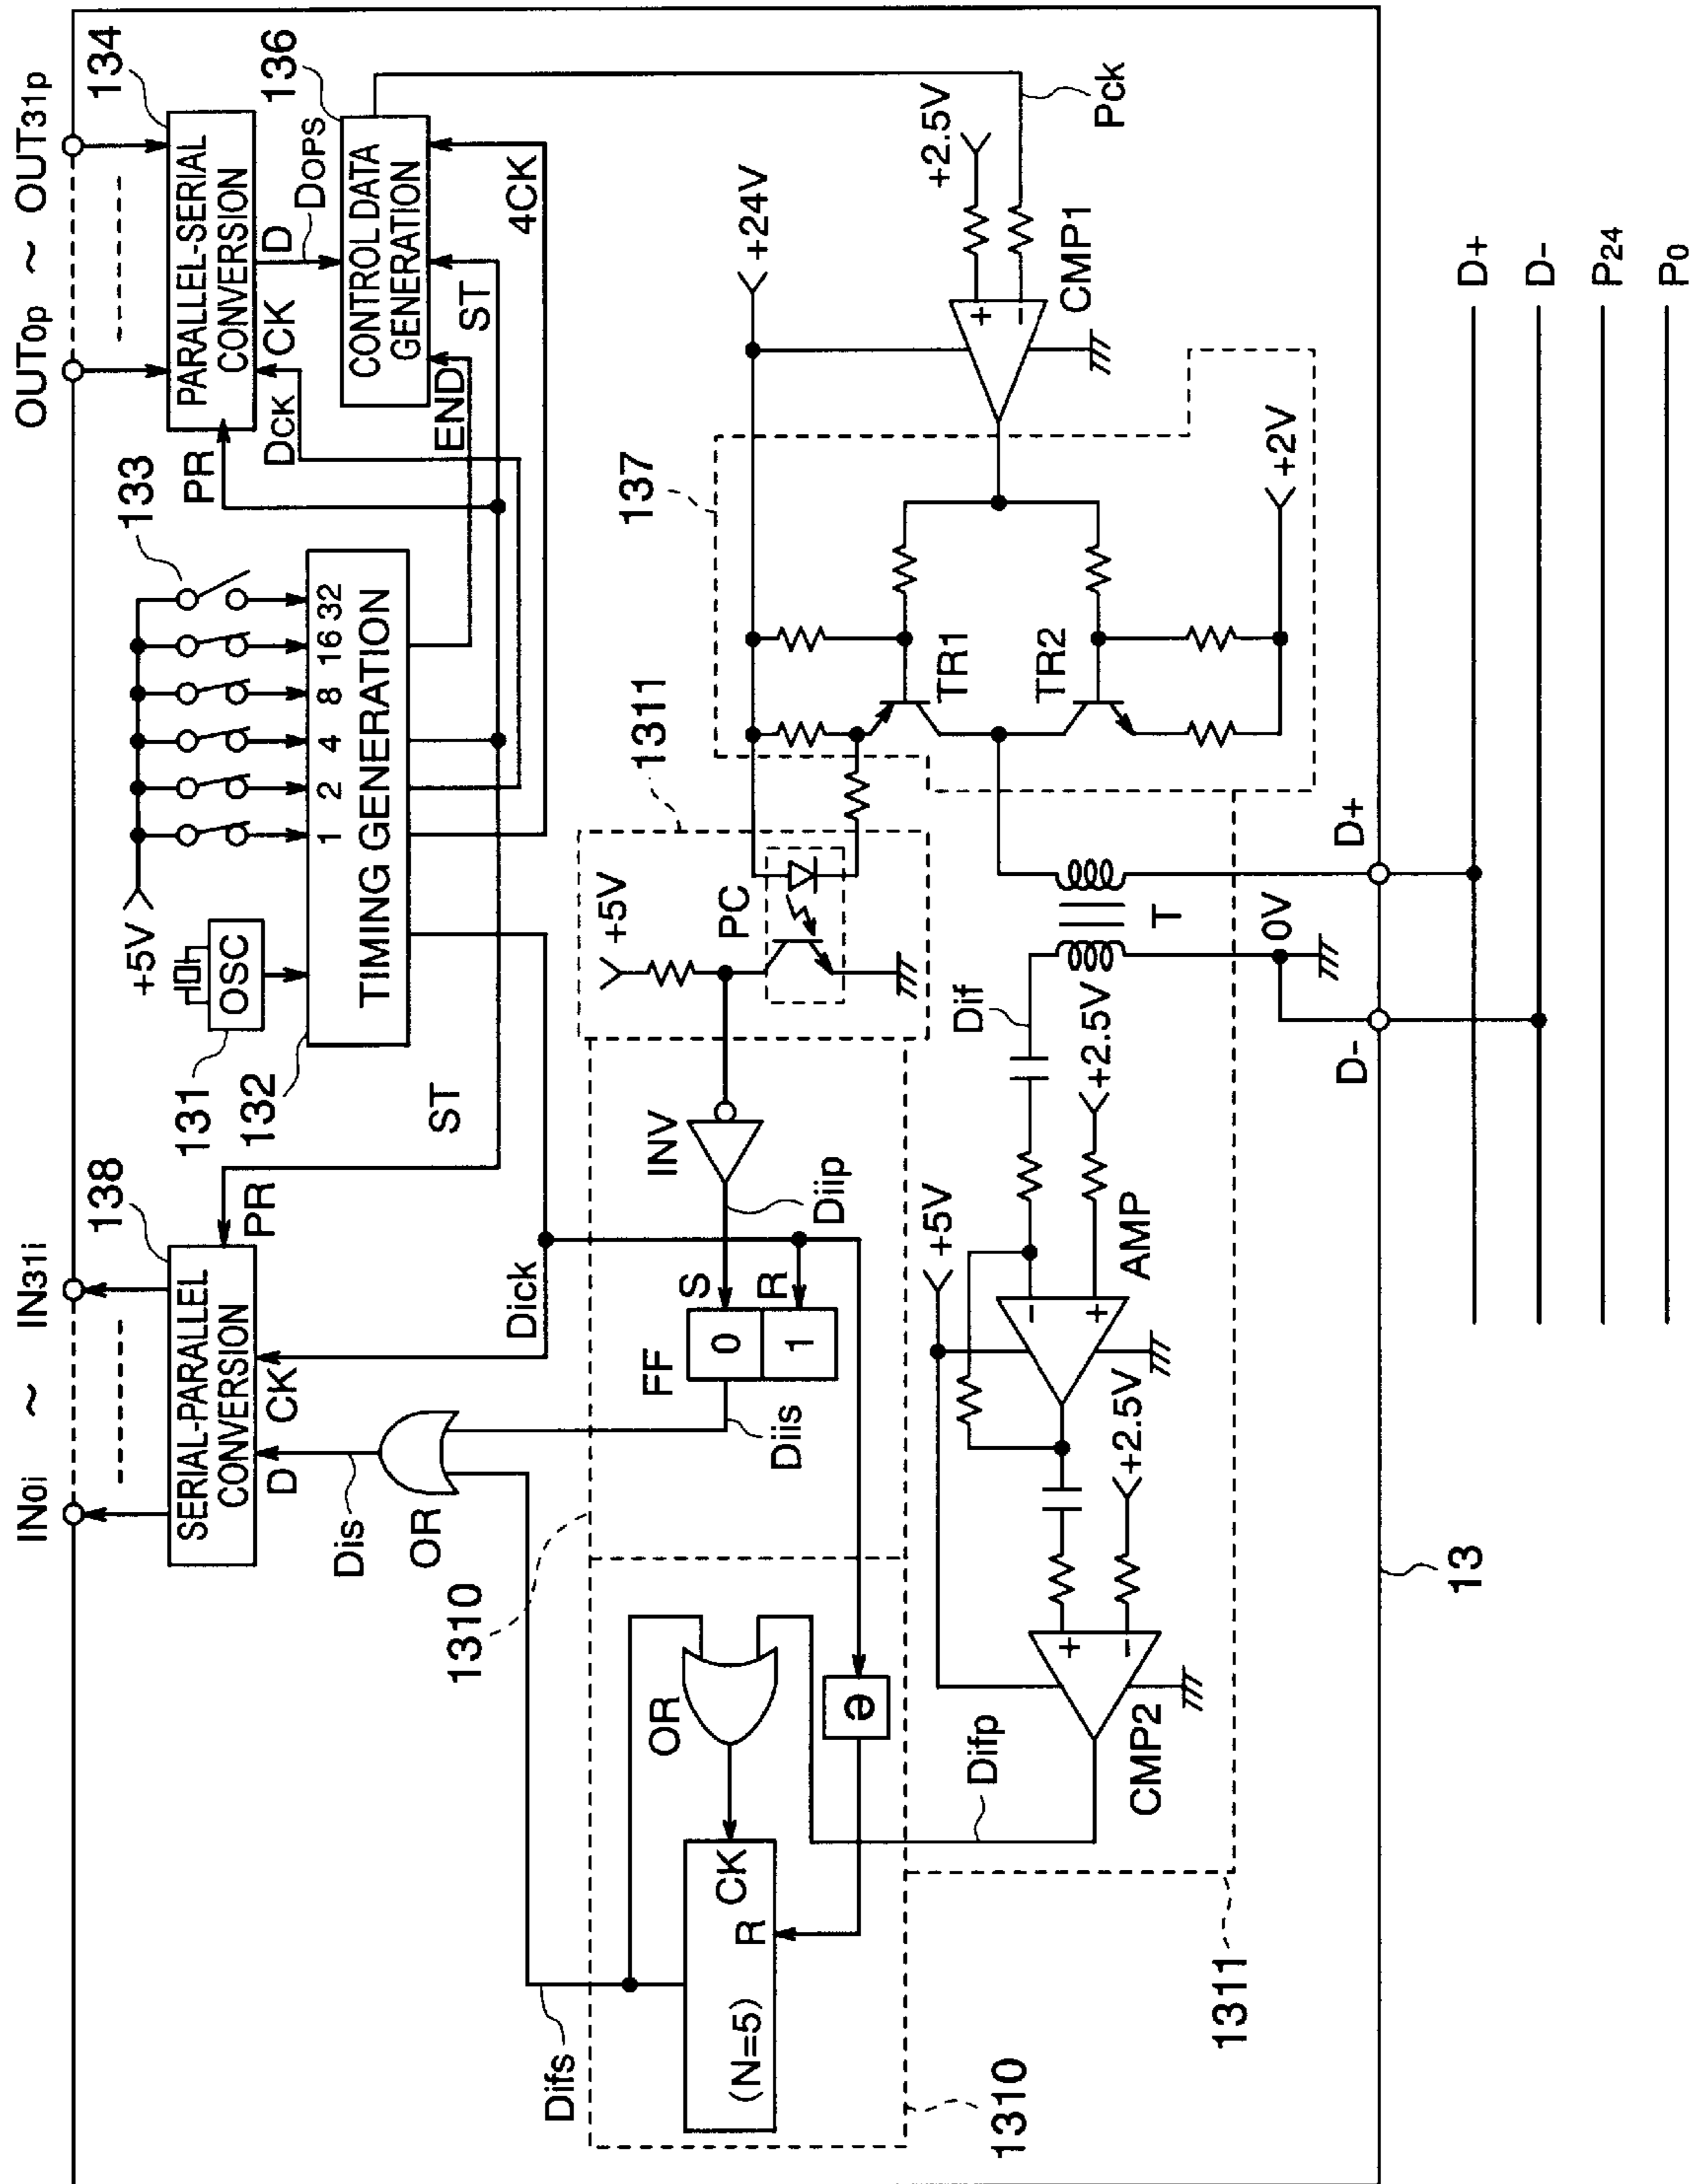 IN0i ~ IN31i
OUT0p ~ OUT31p
138
SERIAL-PARALLEL
CONVERSION
D
CK
PR
Dis
OR
Dick
ST
131
132
OSC
+5V
133
1 2 4 8 16 32
TIMING GENERATION
PR
DCK
134
PARALLEL-SERIAL
CONVERSION
CK
D
DOPS
136
CONTROL DATA
GENERATION
END
ST
4CK
Pck
Difs
1310
OR
CK
R
(N=5)
e
1310
FF
S
R
0
1
Diis
Diip
INV
1311
+5V
PC
137
+24V
TR1
TR2
+2V
+2.5V
+
−
CMP1
Difp
CMP2
+
−
+2.5V
+5V
AMP
-
+
+2.5V
Dif
T
0V
1311
D-
D+
13
D+
D-
P24
P0